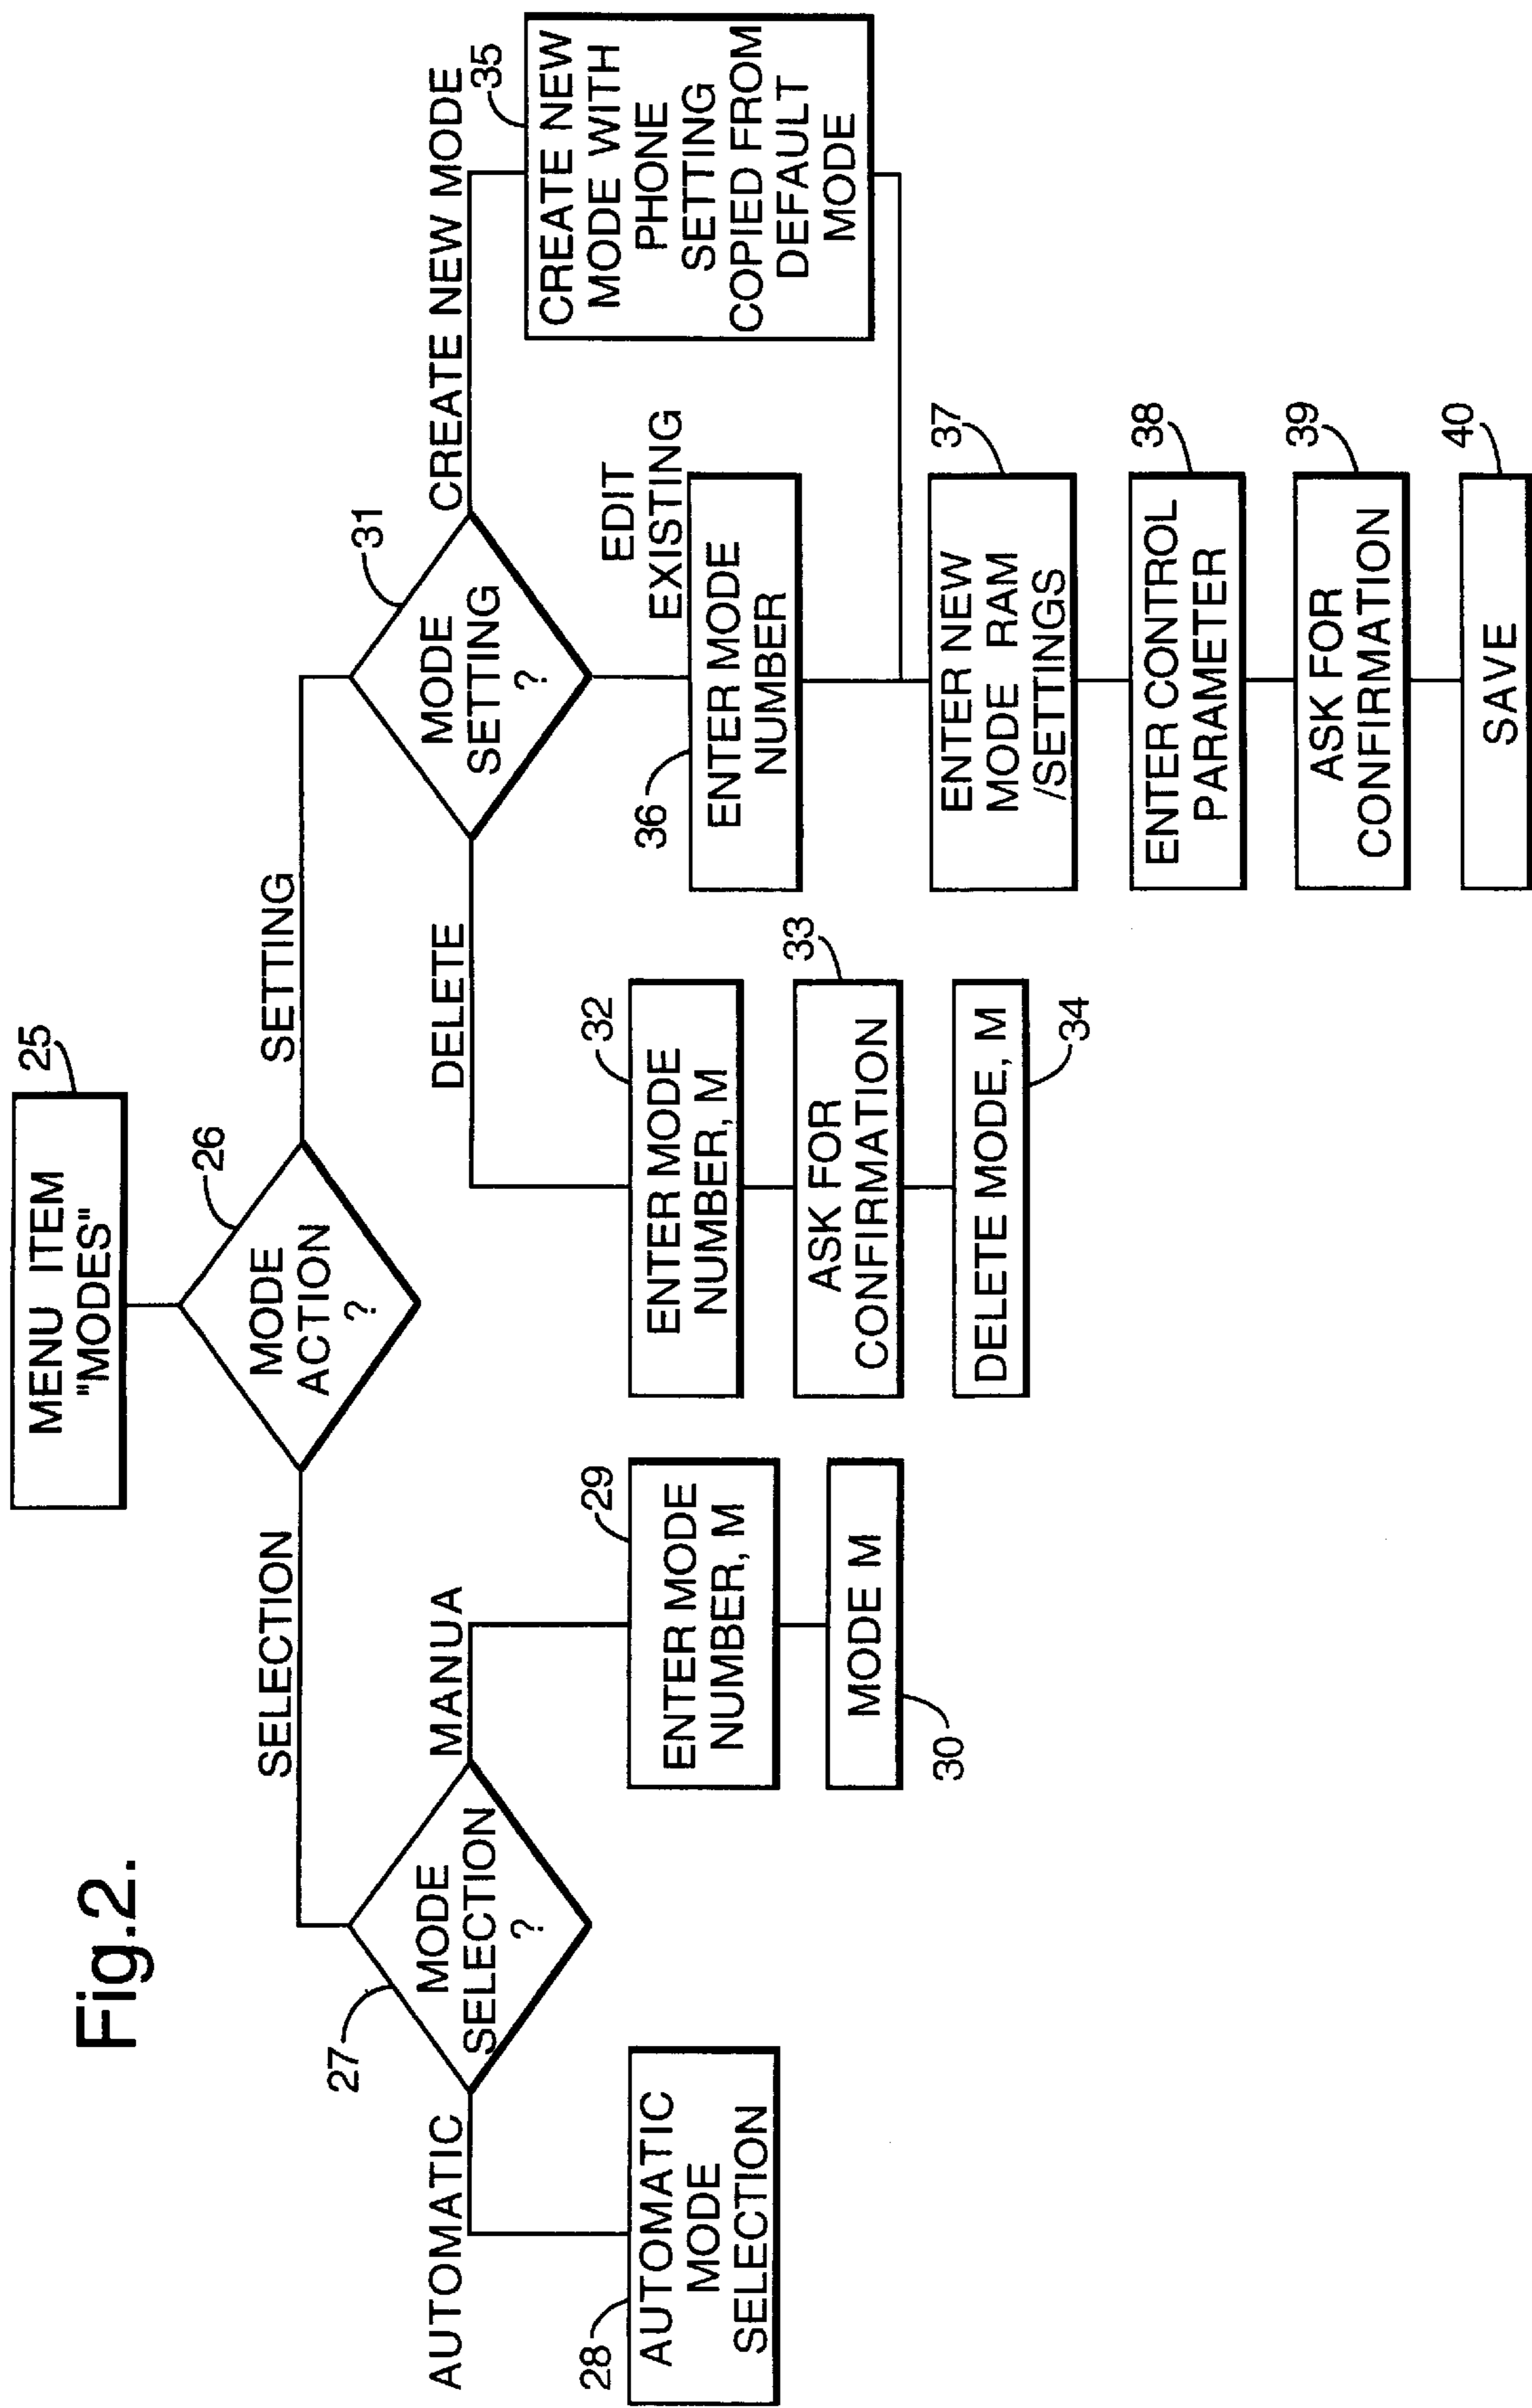 Fig.2.
MENU ITEM
"MODES"
25
MODE
ACTION
?
26
SELECTION
SETTING
MODE
SELECTION
?
27
AUTOMATIC
MANUA
AUTOMATIC
MODE
SELECTION
28
ENTER MODE
NUMBER, M
29
MODE M
30
MODE
SETTING
?
31
DELETE
EDIT
EXISTING
CREATE NEW MODE
ENTER MODE
NUMBER, M
32
ASK FOR
CONFIRMATION
33
DELETE MODE, M
34
CREATE NEW
MODE WITH
PHONE
SETTING
COPIED FROM
DEFAULT
MODE
35
ENTER MODE
NUMBER
36
ENTER NEW
MODE RAM
/SETTINGS
37
ENTER CONTROL
PARAMETER
38
ASK FOR
CONFIRMATION
39
SAVE
40